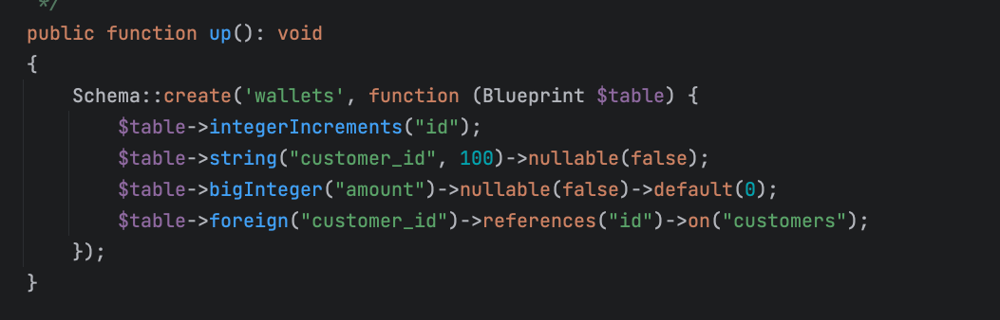 */
public function up(): void
{
Schema::create('wallets', function (Blueprint $table) {
$table->integerIncrements("id");
$table->string("customer_id", 100)->nullable(false);
$table->bigInteger("amount")->nullable(false)->default(0);
$table->foreign("customer_id")->references("id")->on("customers");
});
}